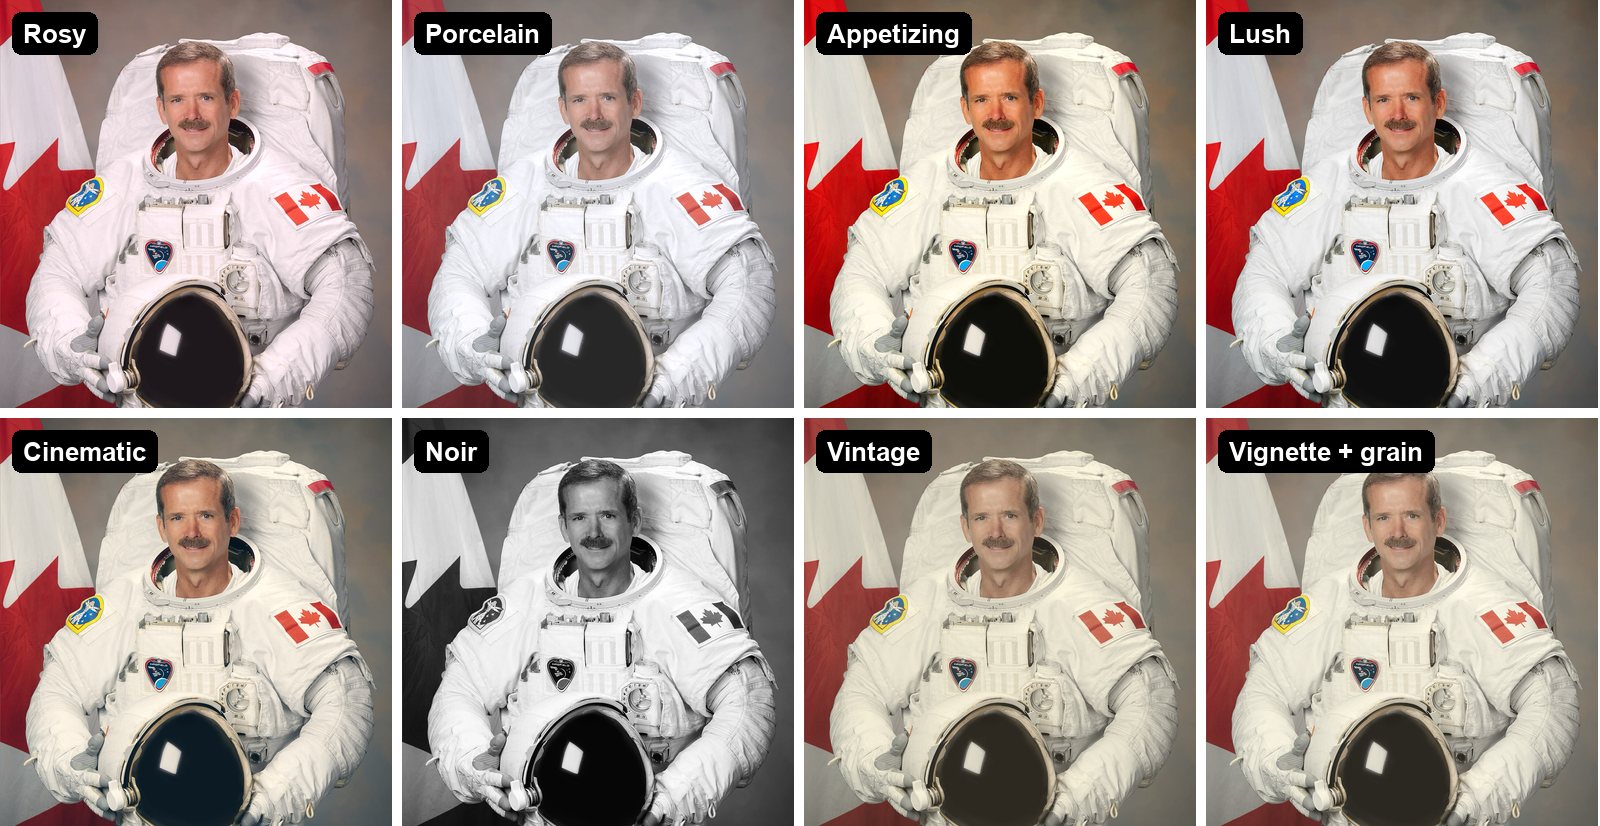 Rosy
Porcelain
Appetizing
Lush
Cinematic
Noir
Vintage
Vignette + grain